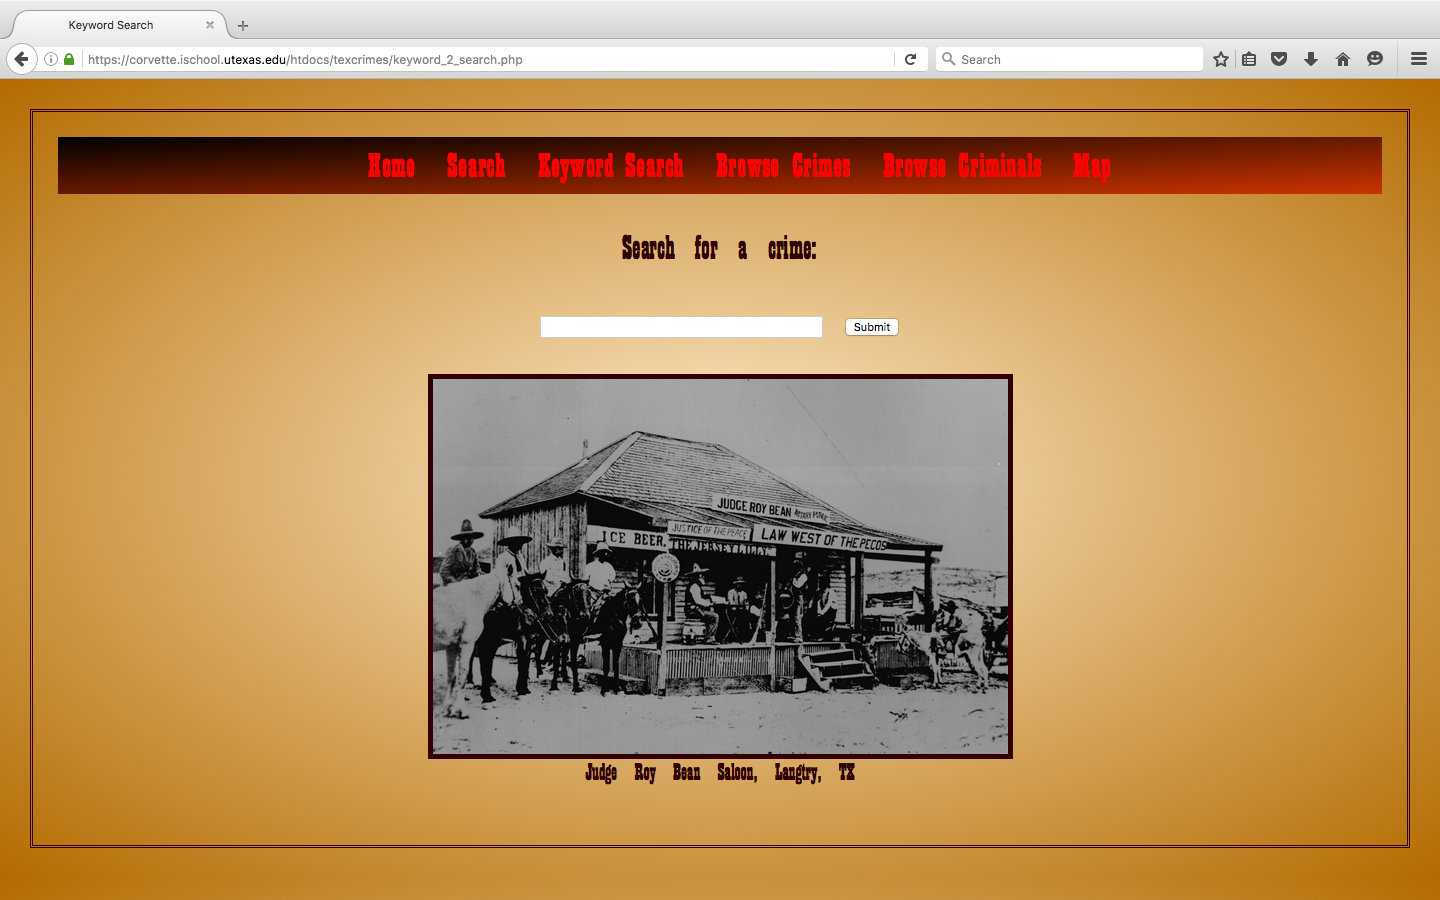 Keyword Search
https://corvette.ischool.utexas.edu/htdocs/texcrimes/keyword_2_search.php
Search
Home Search Keyword Search Browse Crimes Browse Criminals Map
Search for a crime:
Submit
JUDGE ROY BEAN NOTARY PUBLIC
JUSTICE OF THE PEACE
LAW WEST OF THE PECOS
ICE BEER.
THE JERSEY LILLY.
Judge Roy Bean Saloon, Langtry, TX